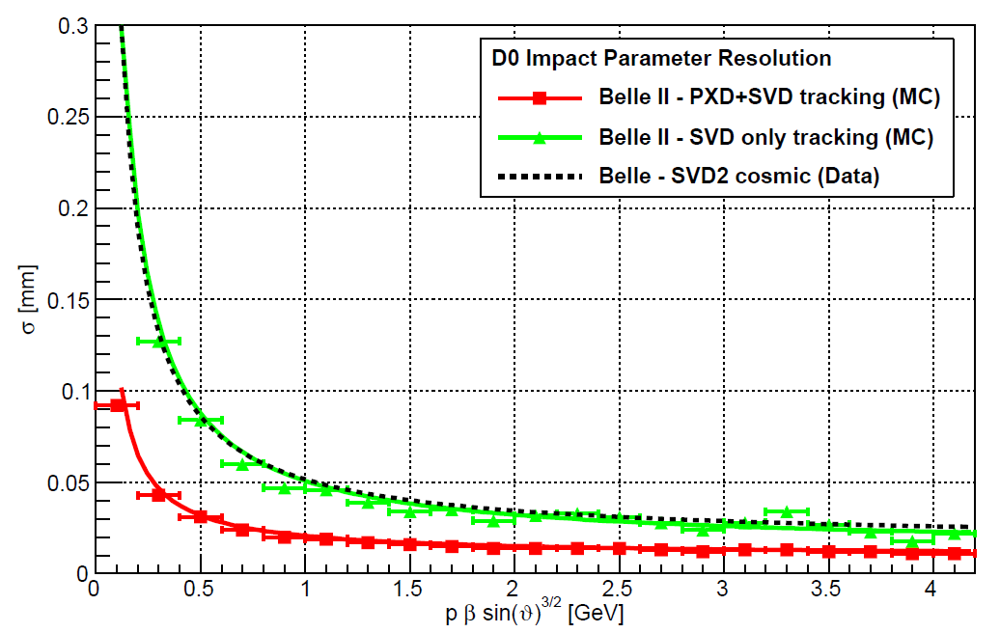 0.3
D0 Impact Parameter Resolution
Belle II - PXD+SVD tracking (MC)
0.25
Belle II - SVD only tracking (MC)
Belle - SVD2 cosmic (Data)
0.2
σ [mm]
0.15
0.1
0.05
0
0 0.5 1 1.5 2 2.5 3 3.5 4
p β sin(ϑ)^3/2 [GeV]